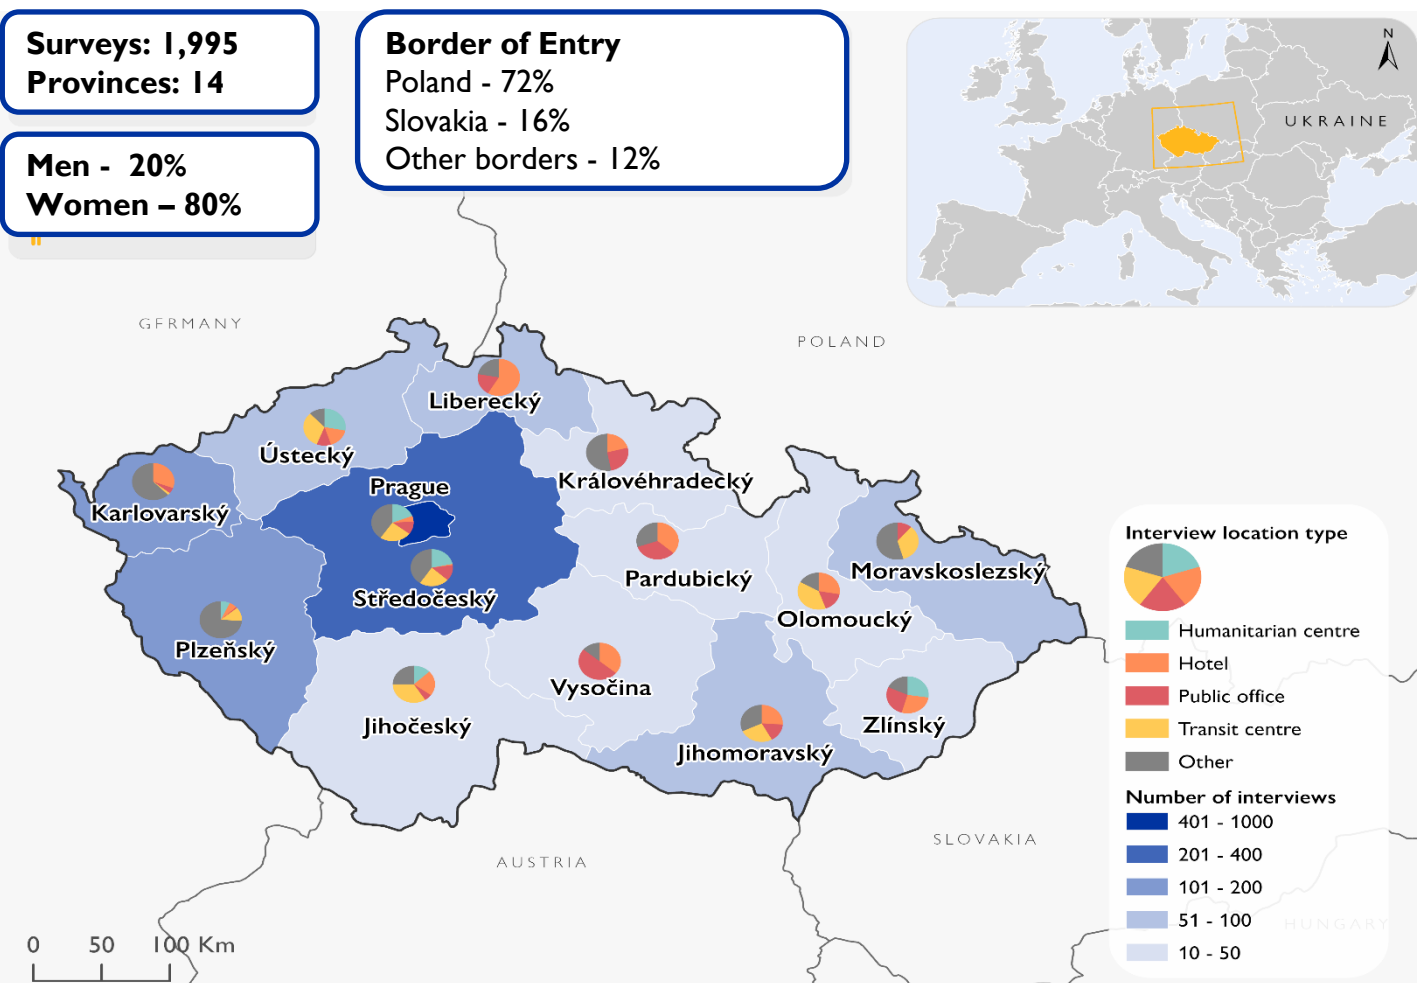 Surveys: 1,995
Provinces: 14
Men -  20%
Women – 80%
Border of Entry
Poland - 72%
Slovakia - 16%
Other borders - 12%
N
UKRAINE
GERMANY
POLAND
Liberecký
Ústecký
Královéhradecký
Prague
Karlovarský
Pardubický
Moravskoslezský
Středočeský
Olomoucký
Plzeňský
Vysočina
Jihočeský
Zlínský
Jihomoravský
AUSTRIA
SLOVAKIA
HUNGARY
Interview location type
Humanitarian centre
Hotel
Public office
Transit centre
Other
Number of interviews
401 - 1000
201 - 400
101 - 200
51 - 100
10 - 50
0 50 100 Km